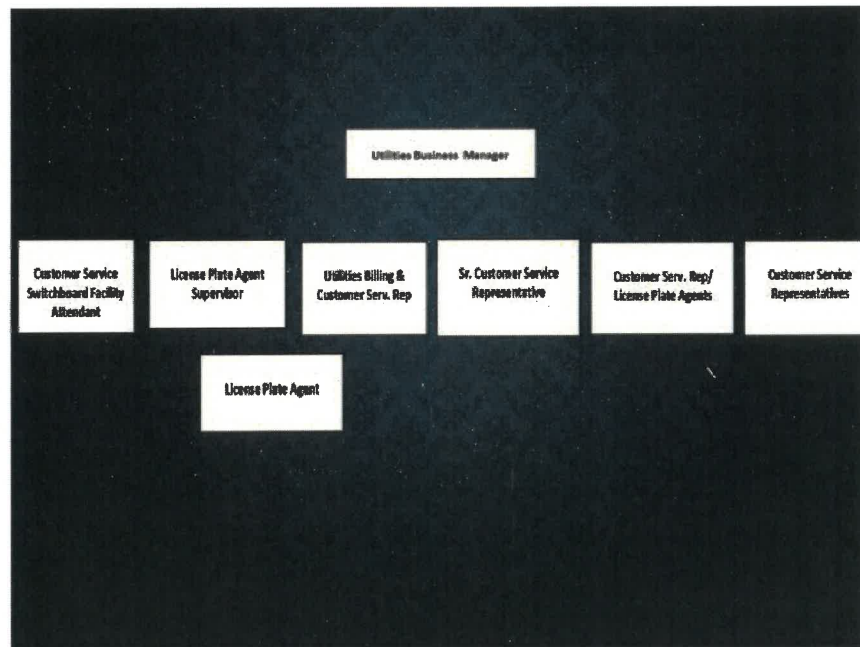 Utilities Business Manager
Customer Service
Switchboard Facility
Attendant
License Plate Agent
Supervisor
Utilities Billing &
Customer Serv. Rep
Sr. Customer Service
Representative
Customer Serv. Rep/
License Plate Agents
Customer Service
Representatives
License Plate Agent